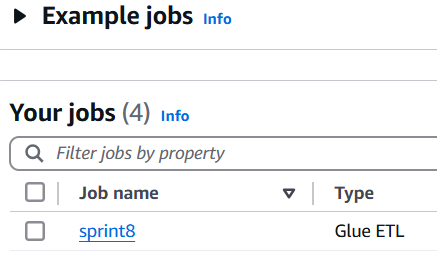 Example jobs Info
Your jobs (4) Info
Filter jobs by property
Job name Type
sprint8 Glue ETL